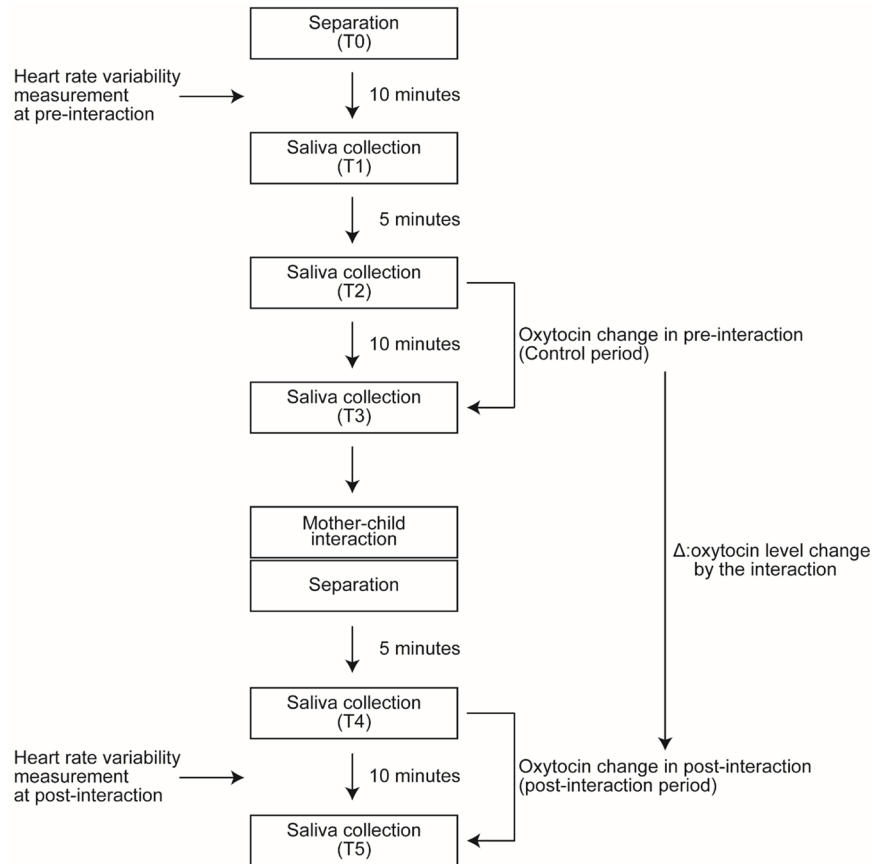 Separation
(T0)
Heart rate variability
measurement
at pre-interaction
10 minutes
Saliva collection
(T1)
5 minutes
Saliva collection
(T2)
10 minutes
Oxytocin change in pre-interaction
(Control period)
Saliva collection
(T3)
Mother-child
interaction
Separation
Δ:oxytocin level change
by the interaction
5 minutes
Saliva collection
(T4)
Heart rate variability
measurement
at post-interaction
10 minutes
Oxytocin change in post-interaction
(post-interaction period)
Saliva collection
(T5)